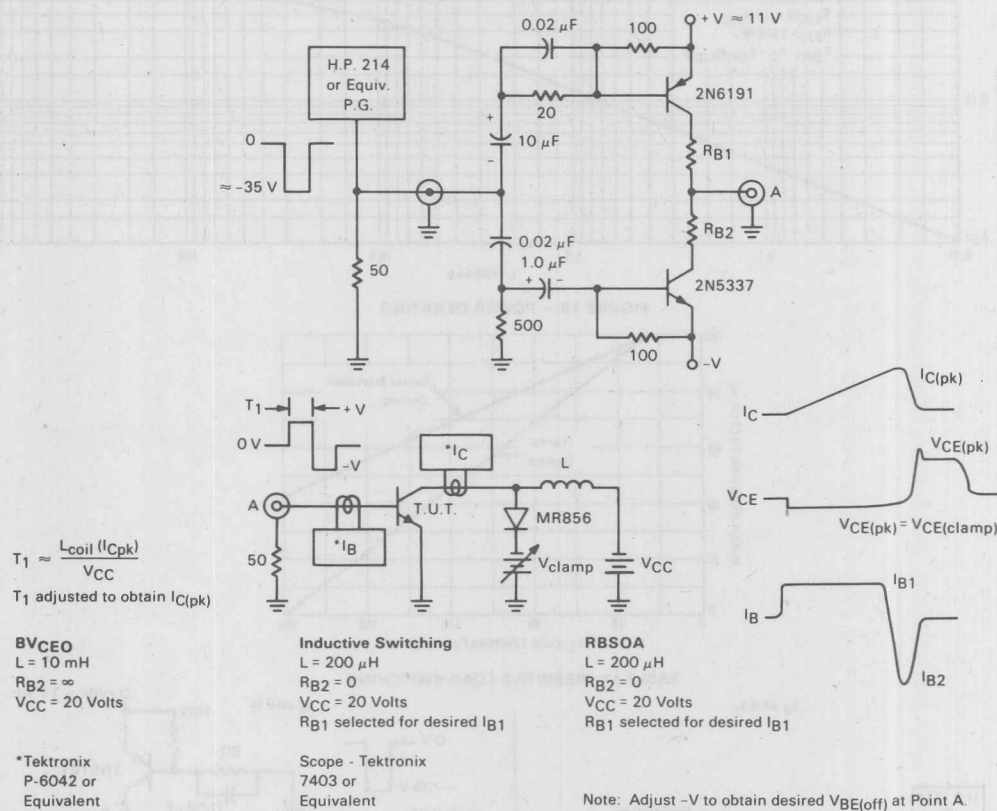 0.02 μF
100
+V ≈ 11 V
H.P. 214
or Equiv.
P.G.
20
2N6191
0
≈ -35 V
+
10 μF
−
RB1
A
RB2
50
0.02 μF
1.0 μF
+ −
2N5337
500
100
−V
T1
+V
0 V
−V
*IC
L
A
T.U.T.
MR856
*IB
50
Vclamp
VCC
IC
IC(pk)
VCE(pk)
VCE
VCE(pk) = VCE(clamp)
IB1
IB
IB2
T1 ≈ Lcoil (ICpk) / VCC
T1 adjusted to obtain IC(pk)
BVCEO
L = 10 mH
RB2 = ∞
VCC = 20 Volts
Inductive Switching
L = 200 μH
RB2 = 0
VCC = 20 Volts
RB1 selected for desired IB1
RBSOA
L = 200 μH
RB2 = 0
VCC = 20 Volts
RB1 selected for desired IB1
*Tektronix
P-6042 or
Equivalent
Scope - Tektronix
7403 or
Equivalent
Note: Adjust −V to obtain desired VBE(off) at Point A.